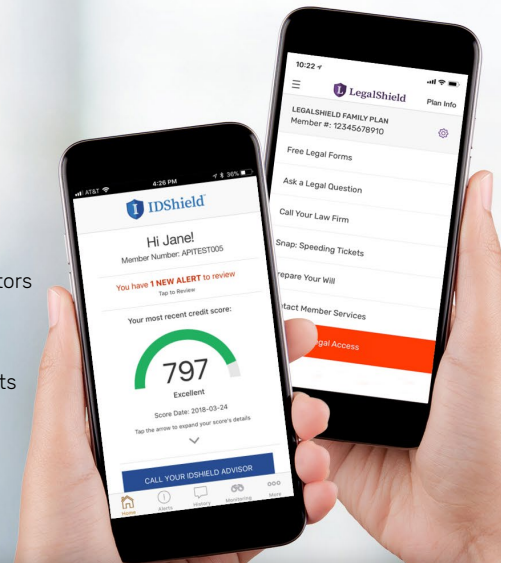 10:22
LegalShield
Plan Info
LEGALSHIELD FAMILY PLAN
Member #: 12345678910
Free Legal Forms
Ask a Legal Question
Call Your Law Firm
Snap: Speeding Tickets
repare Your Will
ntact Member Services
gal Access
AT&T
4:26 PM
36%
IDShield
Hi Jane!
Member Number: APITEST005
You have 1 NEW ALERT to review
Tap to Review
Your most recent credit score:
797
Excellent
Score Date: 2018-03-24
Tap the arrow to expand your score's details
CALL YOUR IDSHIELD ADVISOR
Home Alerts History Monitoring More
tors
ts